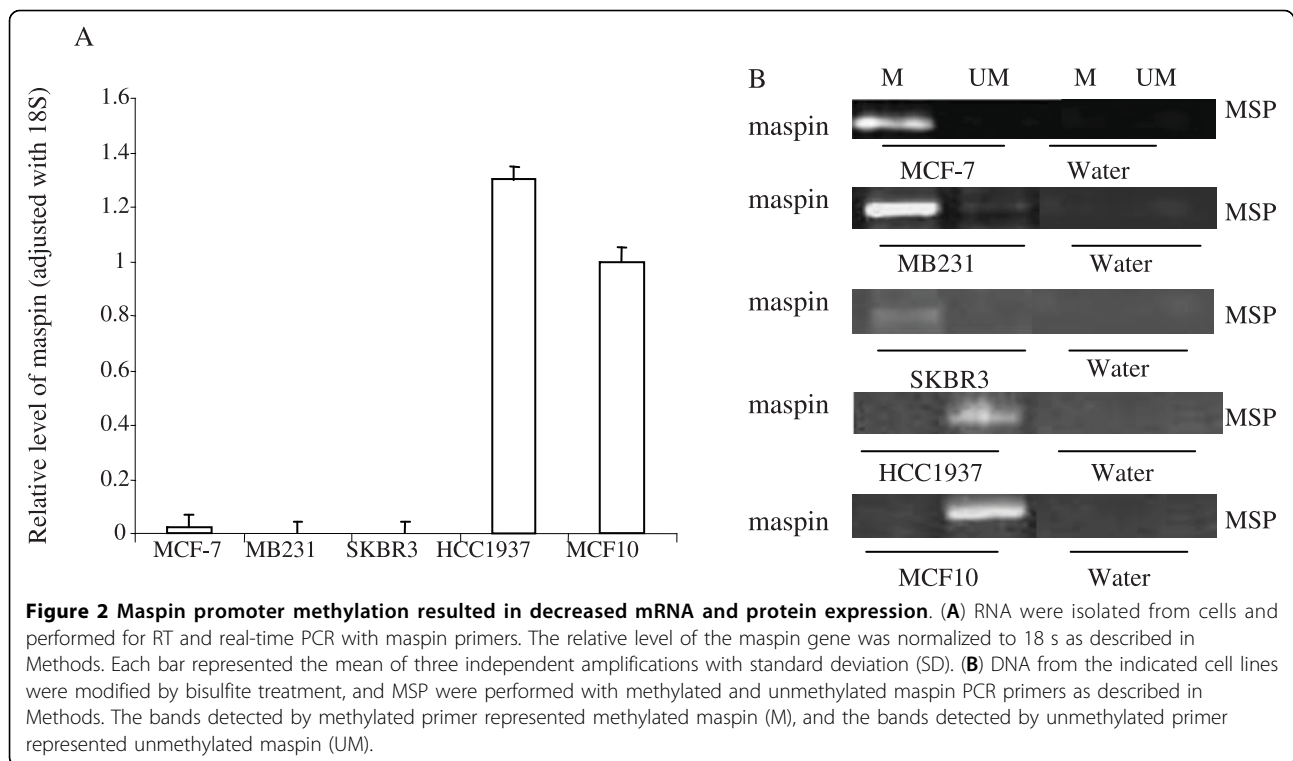 A
Relative level of maspin (adjusted with 18S)
1.6
1.4
1.2
1
0.8
0.6
0.4
0.2
0
MCF-7 MB231 SKBR3 HCC1937 MCF10
B
M UM M UM
maspin MSP
MCF-7 Water
maspin MSP
MB231 Water
maspin MSP
SKBR3 Water
maspin MSP
HCC1937 Water
maspin MSP
MCF10 Water
Figure 2 Maspin promoter methylation resulted in decreased mRNA and protein expression. (A) RNA were isolated from cells and
performed for RT and real-time PCR with maspin primers. The relative level of the maspin gene was normalized to 18 s as described in
Methods. Each bar represented the mean of three independent amplifications with standard deviation (SD). (B) DNA from the indicated cell lines
were modified by bisulfite treatment, and MSP were performed with methylated and unmethylated maspin PCR primers as described in
Methods. The bands detected by methylated primer represented methylated maspin (M), and the bands detected by unmethylated primer
represented unmethylated maspin (UM).